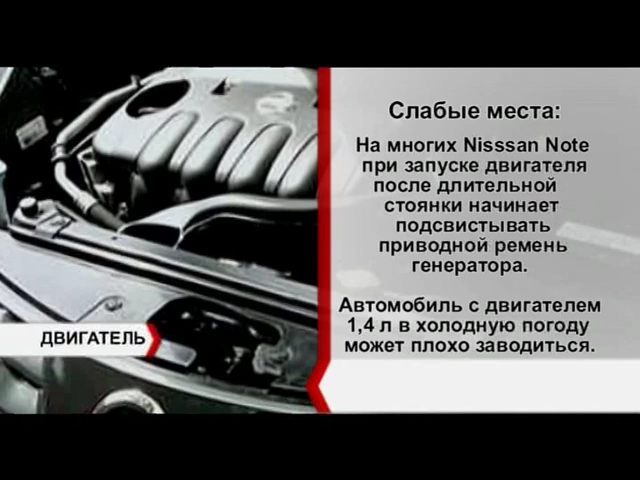 Слабые места:
На многих Nisssan Note
при запуске двигателя
после длительной
стоянки начинает
подсвистывать
приводной ремень
генератора.
Автомобиль с двигателем
1,4 л в холодную погоду
может плохо заводиться.
ДВИГАТЕЛЬ